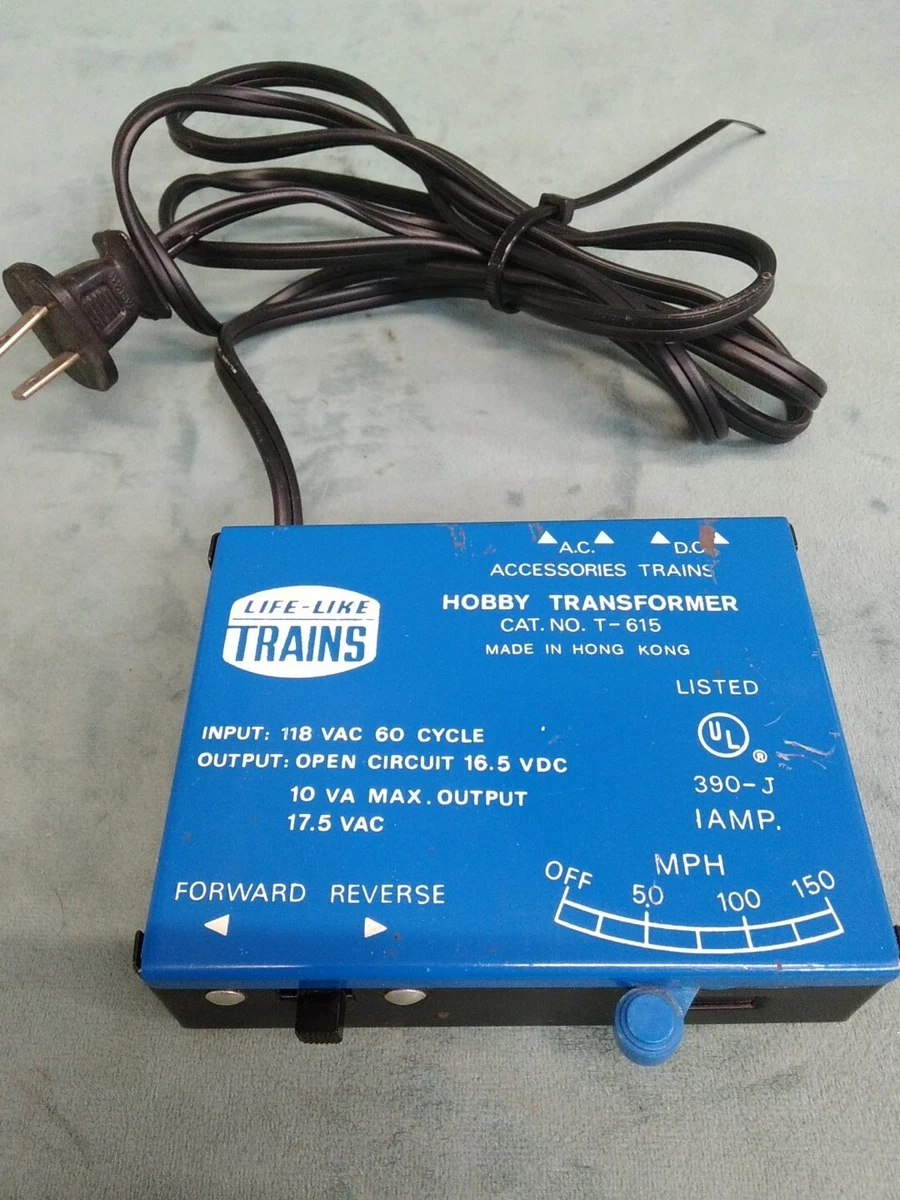 A.C. D.C.
ACCESSORIES TRAINS
LIFE-LIKE
TRAINS
HOBBY TRANSFORMER
CAT. NO. T-615
MADE IN HONG KONG
LISTED
UL
®
390-J
1AMP.
INPUT: 118 VAC 60 CYCLE
OUTPUT: OPEN CIRCUIT 16.5 VDC
10 VA MAX. OUTPUT
17.5 VAC
FORWARD REVERSE
MPH
OFF 50 100 150